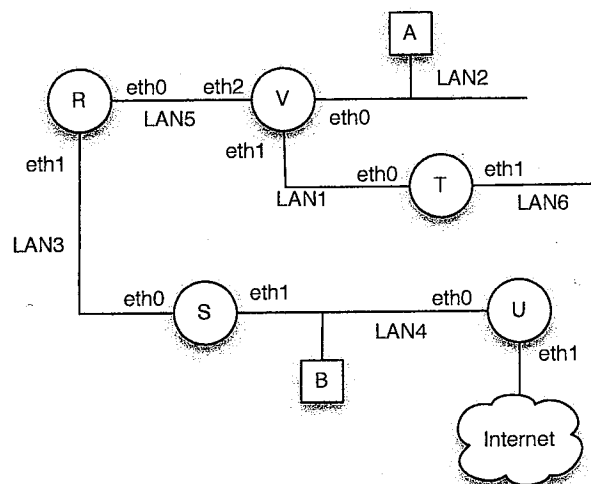 A
LAN2
R
eth0
eth2
V
eth0
LAN5
eth1
eth1
eth0
T
eth1
LAN1
LAN6
LAN3
eth0
S
eth1
eth0
U
LAN4
eth1
B
Internet